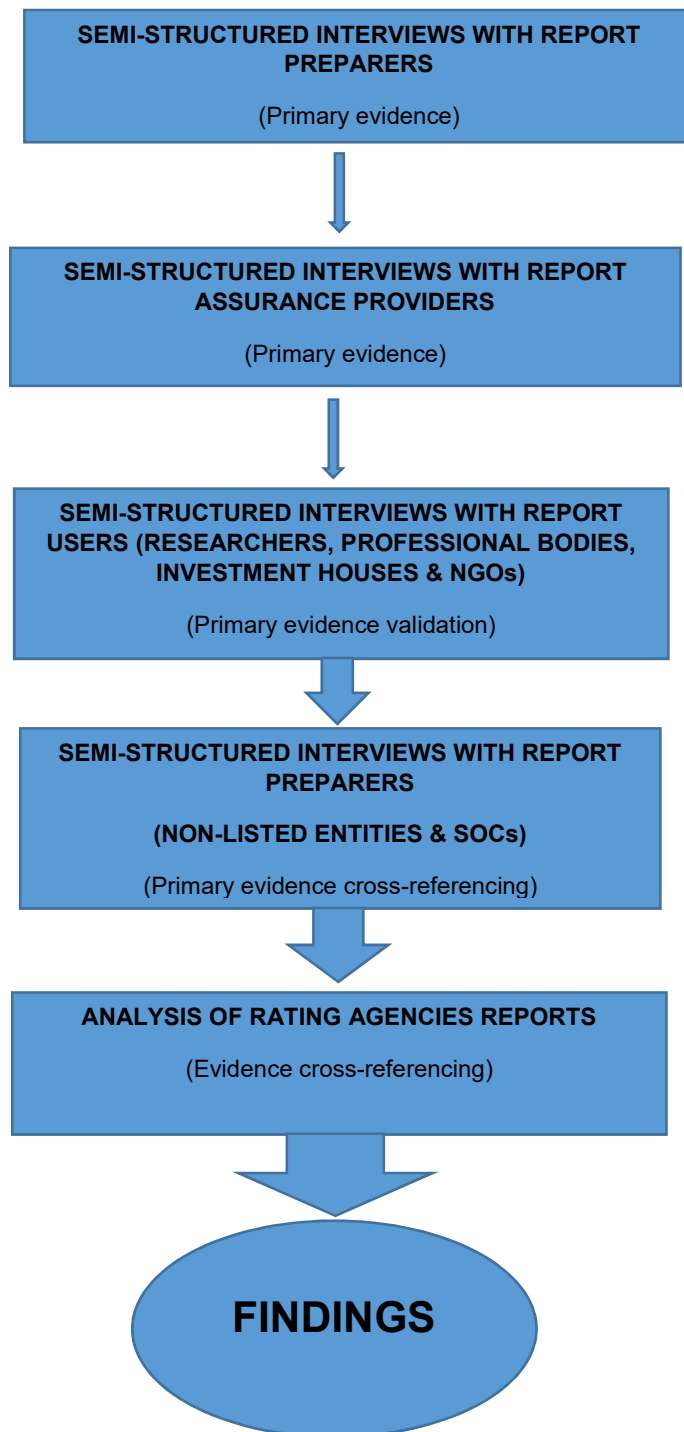 SEMI-STRUCTURED INTERVIEWS WITH REPORT
PREPARERS
(Primary evidence)
SEMI-STRUCTURED INTERVIEWS WITH REPORT
ASSURANCE PROVIDERS
(Primary evidence)
SEMI-STRUCTURED INTERVIEWS WITH REPORT
USERS (RESEARCHERS, PROFESSIONAL BODIES,
INVESTMENT HOUSES & NGOs)
(Primary evidence validation)
SEMI-STRUCTURED INTERVIEWS WITH REPORT
PREPARERS
(NON-LISTED ENTITIES & SOCs)
(Primary evidence cross-referencing)
ANALYSIS OF RATING AGENCIES REPORTS
(Evidence cross-referencing)
FINDINGS